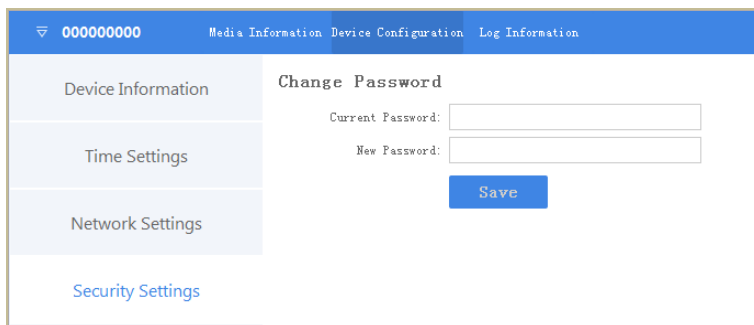 000000000 Media Information Device Configuration Log Information
Device Information
Time Settings
Network Settings
Security Settings
Change Password
Current Password:
New Password:
Save